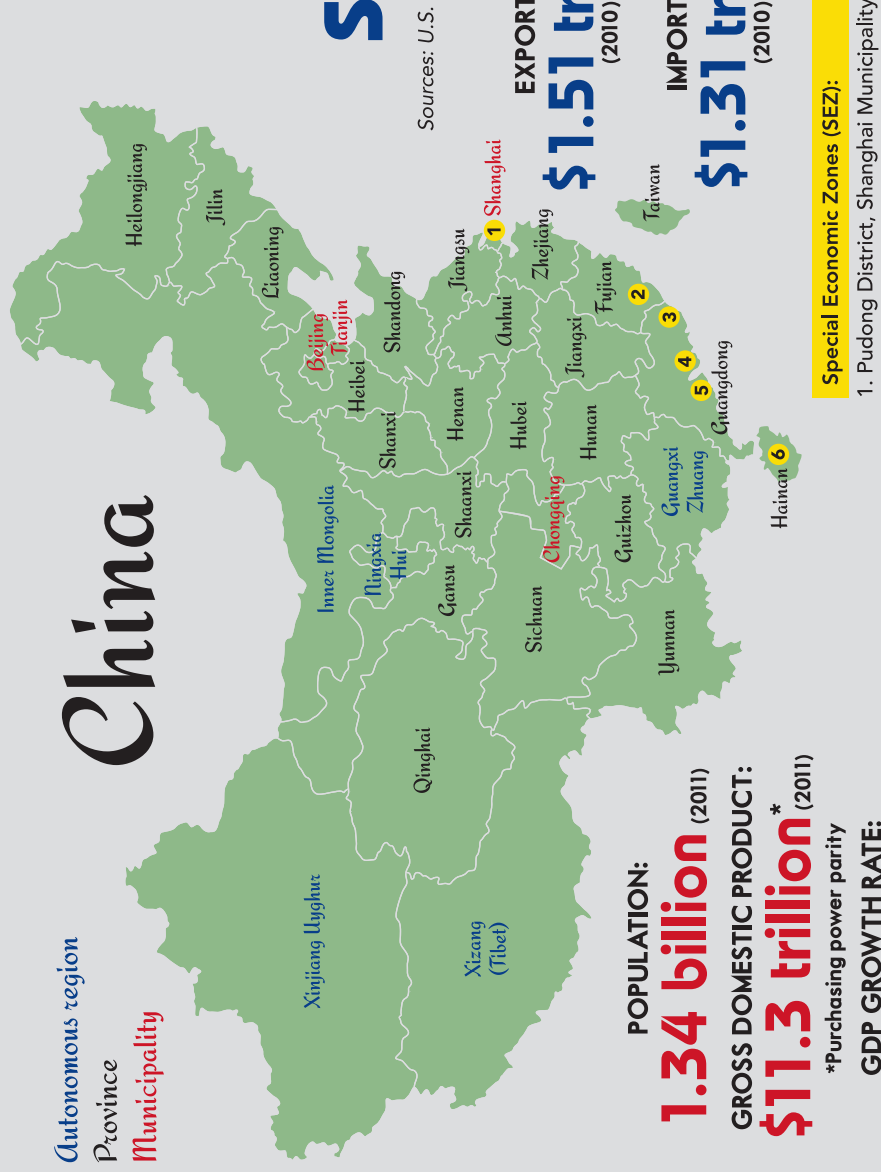 China
Autonomous region
Province
Municipality
Heilongjiang
Jilin
Liaoning
Inner Mongolia
Beijing
Tianjin
Heibei
Shandong
Shanxi
Ningxia
Hui
Xinjiang Uyghur
Qinghai
Gansu
Shaanxi
Henan
Jiangsu
Anhui
1 Shanghai
Hubei
Chongqing
Sichuan
Xizang
(Tibet)
Zhejiang
Jiangxi
Hunan
Guizhou
Fujian
Yunnan
Guangxi
Zhuang
Guangdong
Taiwan
2
3
4
5
Hainan 6
POPULATION:
1.34 billion (2011)
GROSS DOMESTIC PRODUCT:
$11.3 trillion* (2011)
*Purchasing power parity
GDP GROWTH RATE:
S
Sources: U.S.
EXPORT
$1.51 tr
(2010)
IMPORT
$1.31 tr
(2010)
Special Economic Zones (SEZ):
1. Pudong District, Shanghai Municipality